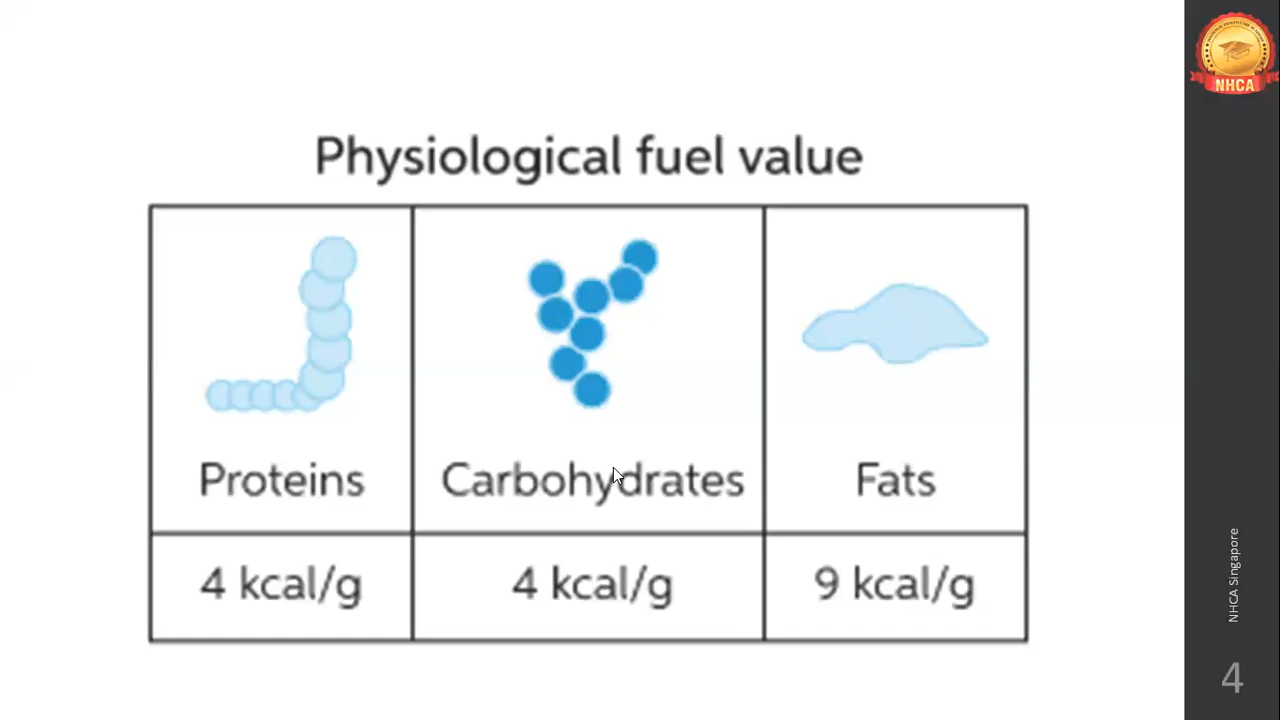 NHCA
Physiological fuel value
Proteins
Carbohydrates
Fats
4 kcal/g
4 kcal/g
9 kcal/g
NHCA Singapore
4